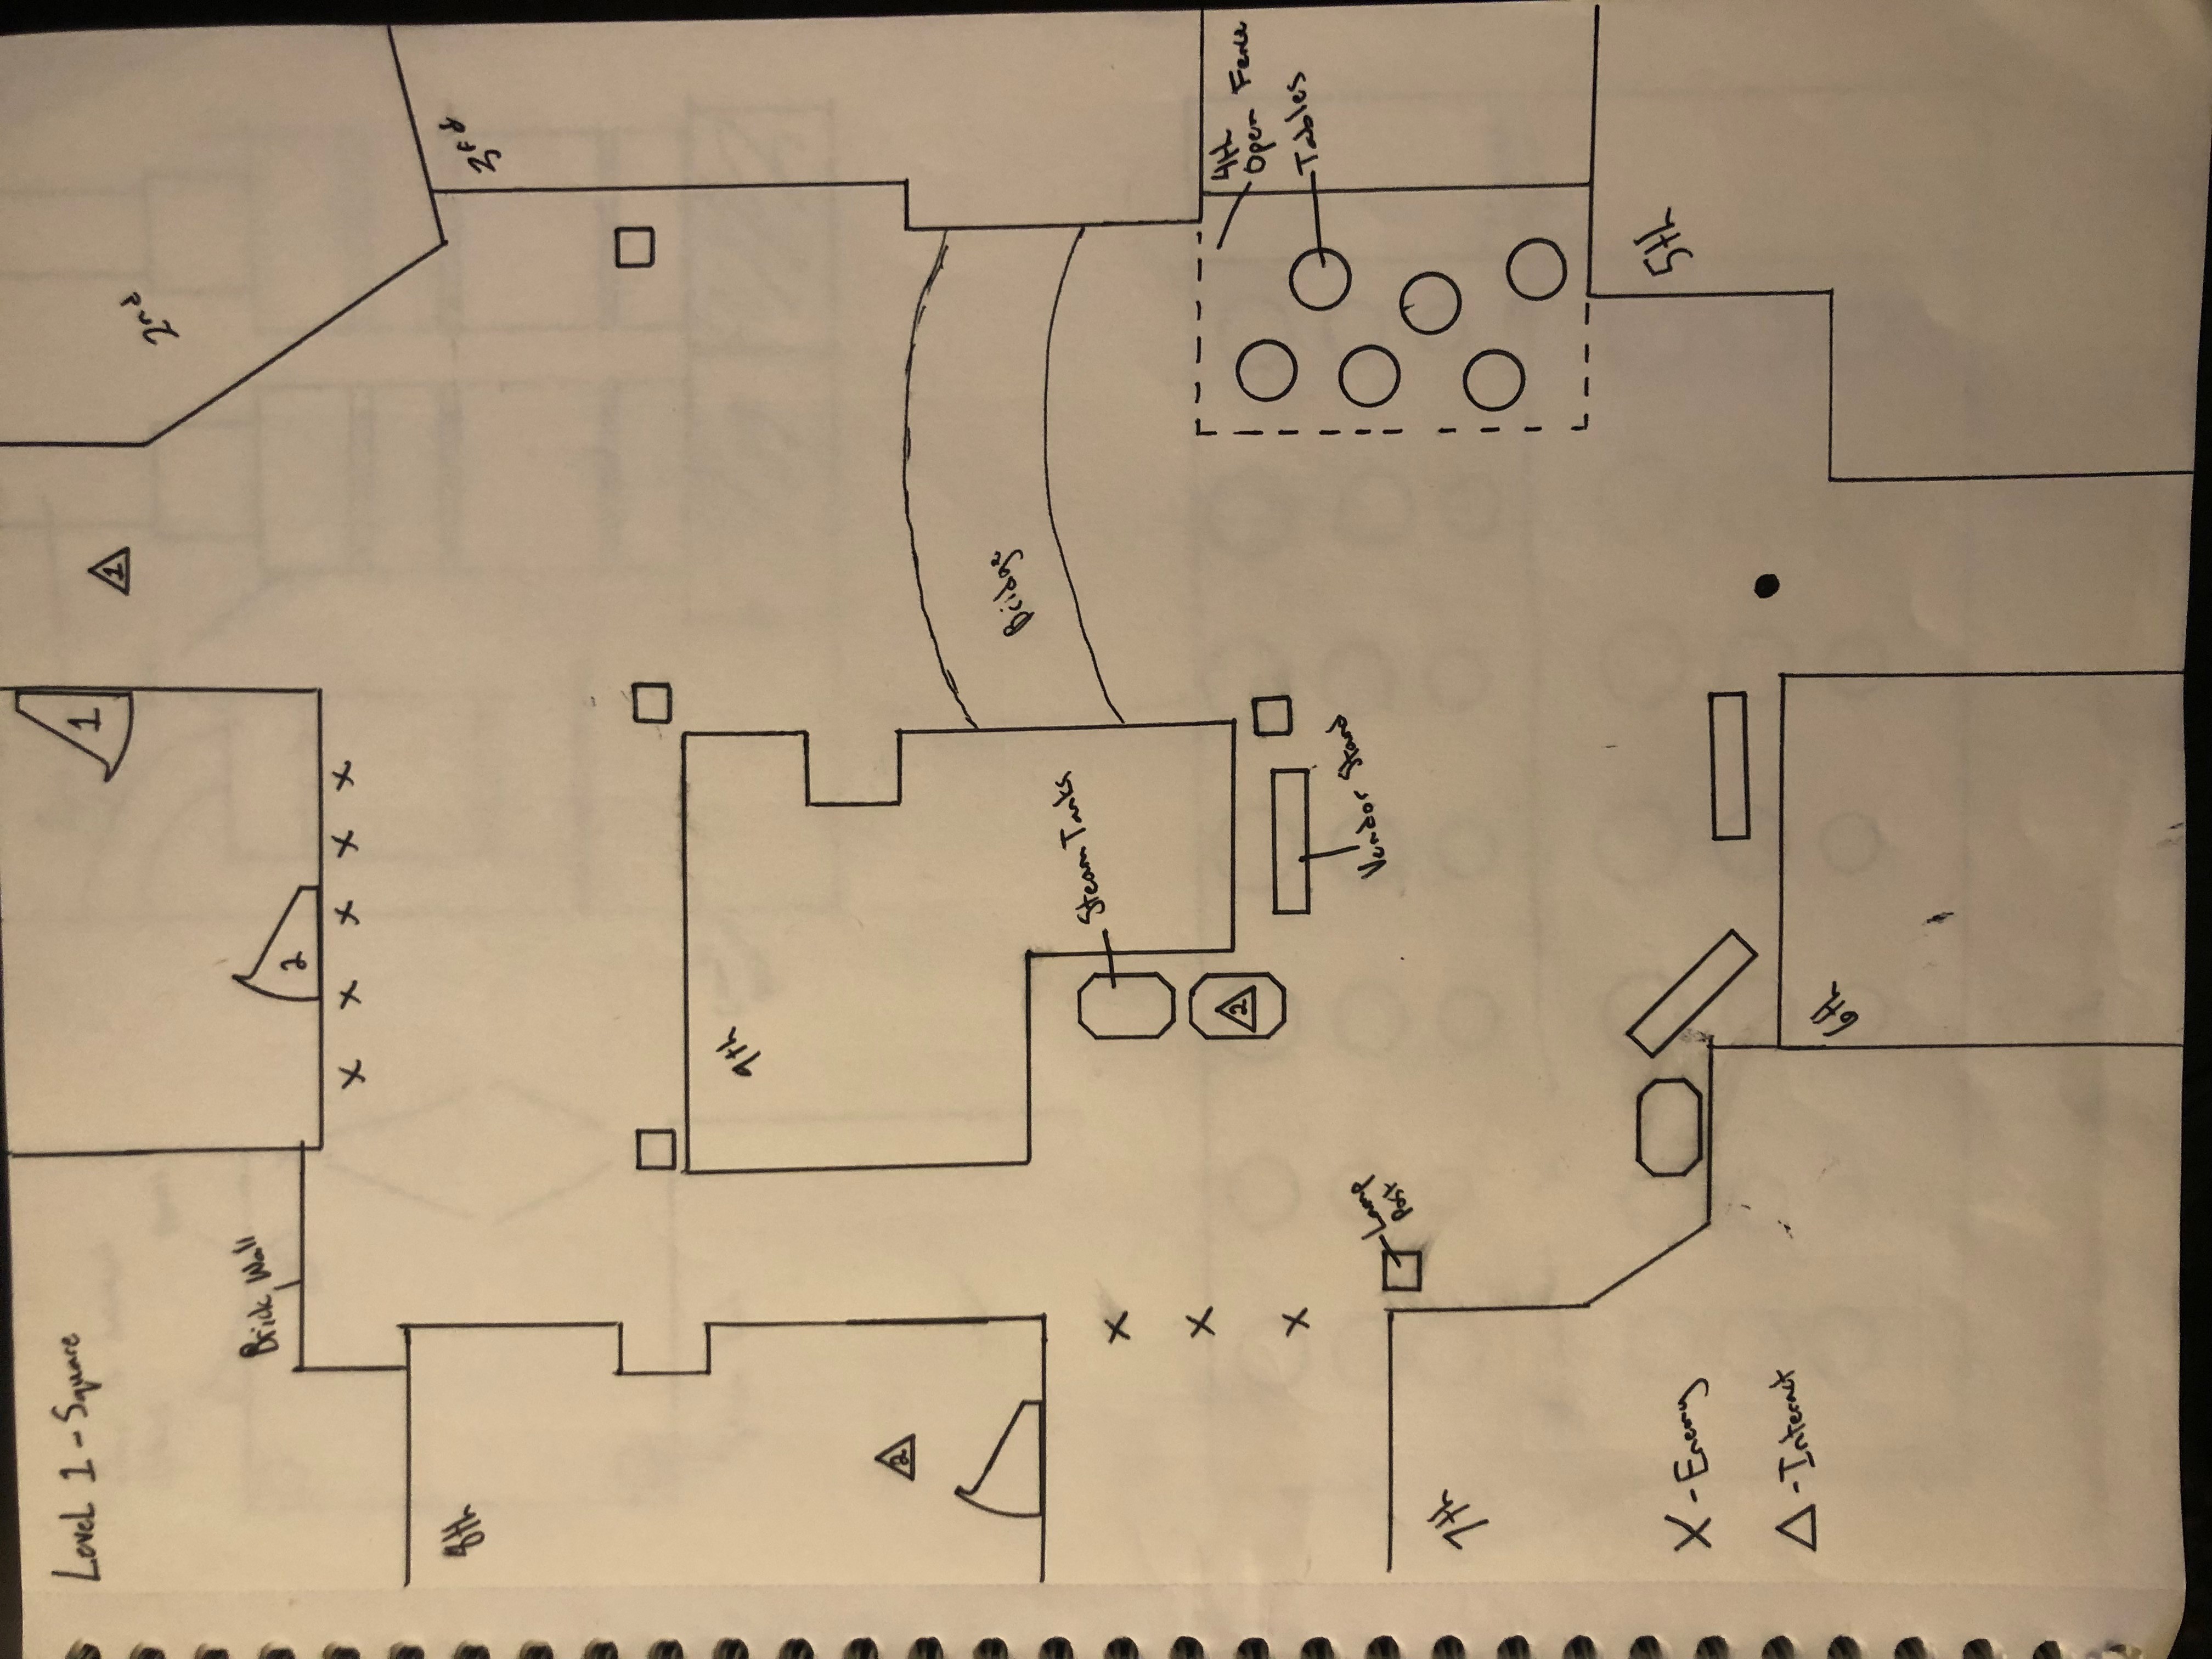 Level 1 - Square
1
1
2nd
Brick Wall
2
X X X X X
8th
3rd
9th
2
Bridge
Steam Tanks
X
X
2
X
4th
Open Fence
Tables
Vendor Stand
Lamp
Post
7th
5th
X - Enemy
△ - Interact
6th